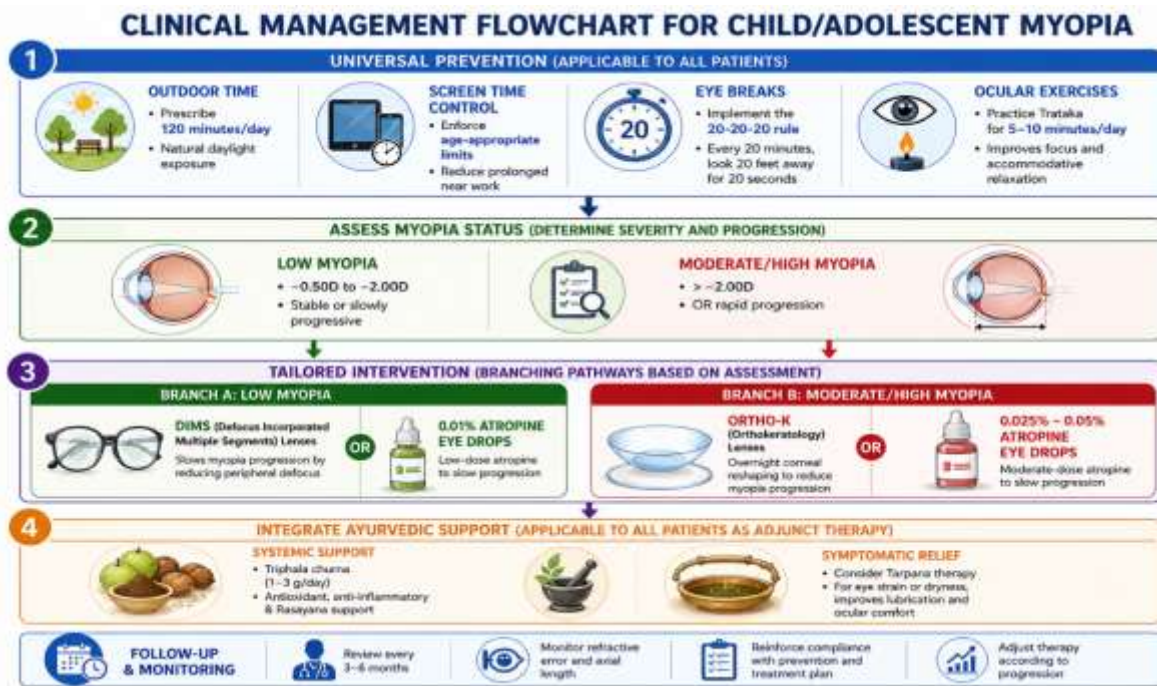 CLINICAL MANAGEMENT FLOWCHART FOR CHILD/ADOLESCENT MYOPIA
1
UNIVERSAL PREVENTION (APPLICABLE TO ALL PATIENTS)
OUTDOOR TIME
• Prescribe
120 minutes/day
• Natural daylight
exposure
SCREEN TIME
CONTROL
• Enforce
age-appropriate
limits
• Reduce prolonged
near work
20
EYE BREAKS
• Implement the
20-20-20 rule
• Every 20 minutes,
look 20 feet away
for 20 seconds
OCULAR EXERCISES
• Practice Trataka
for 5–10 minutes/day
• Improves focus and
accommodative
relaxation
2
ASSESS MYOPIA STATUS (DETERMINE SEVERITY AND PROGRESSION)
LOW MYOPIA
• −0.50D to −2.00D
• Stable or slowly
progressive
MODERATE/HIGH MYOPIA
• > −2.00D
• OR rapid progression
3
TAILORED INTERVENTION (BRANCHING PATHWAYS BASED ON ASSESSMENT)
BRANCH A: LOW MYOPIA
DIMS (Defocus Incorporated
Multiple Segments) Lenses
Slows myopia progression by
reducing peripheral defocus
OR
0.01% ATROPINE
EYE DROPS
Low-dose atropine
to slow progression
BRANCH B: MODERATE/HIGH MYOPIA
ORTHO-K
(Orthokeratology)
Lenses
Overnight corneal
reshaping to reduce
myopia progression
OR
0.025% – 0.05%
ATROPINE
EYE DROPS
Moderate-dose atropine
to slow progression
4
INTEGRATE AYURVEDIC SUPPORT (APPLICABLE TO ALL PATIENTS AS ADJUNCT THERAPY)
SYSTEMIC SUPPORT
• Triphala churna
(1–3 g/day)
• Antioxidant, anti-inflammatory
& Rasayana support
SYMPTOMATIC RELIEF
• Consider Tarpana therapy
• For eye strain or dryness,
improves lubrication and
ocular comfort
FOLLOW-UP
& MONITORING
Review every
3–6 months
Monitor refractive
error and axial
length
Reinforce compliance
with prevention and
treatment plan
Adjust therapy
according to
progression